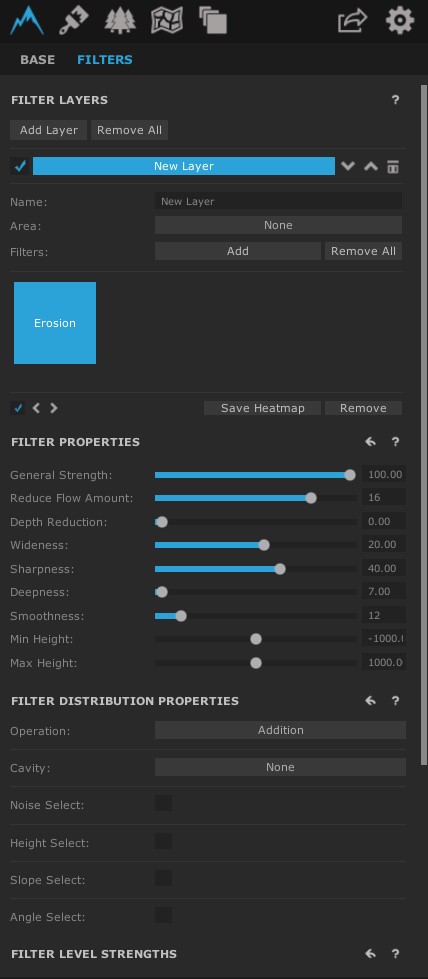 BASE FILTERS
FILTER LAYERS ?
Add Layer Remove All
New Layer
Name: New Layer
Area: None
Filters: Add Remove All
Erosion
Save Heatmap Remove
FILTER PROPERTIES ?
General Strength: 100.00
Reduce Flow Amount: 16
Depth Reduction: 0.00
Wideness: 20.00
Sharpness: 40.00
Deepness: 7.00
Smoothness: 12
Min Height: -1000.(
Max Height: 1000.0
FILTER DISTRIBUTION PROPERTIES ?
Operation: Addition
Cavity: None
Noise Select:
Height Select:
Slope Select:
Angle Select:
FILTER LEVEL STRENGTHS ?